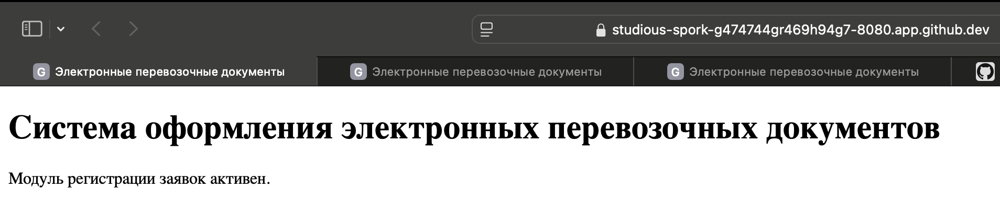 studious-spork-g474744gr469h94g7-8080.app.github.dev
G Электронные перевозочные документы
G Электронные перевозочные документы
G Электронные перевозочные документы
Система оформления электронных перевозочных документов
Модуль регистрации заявок активен.